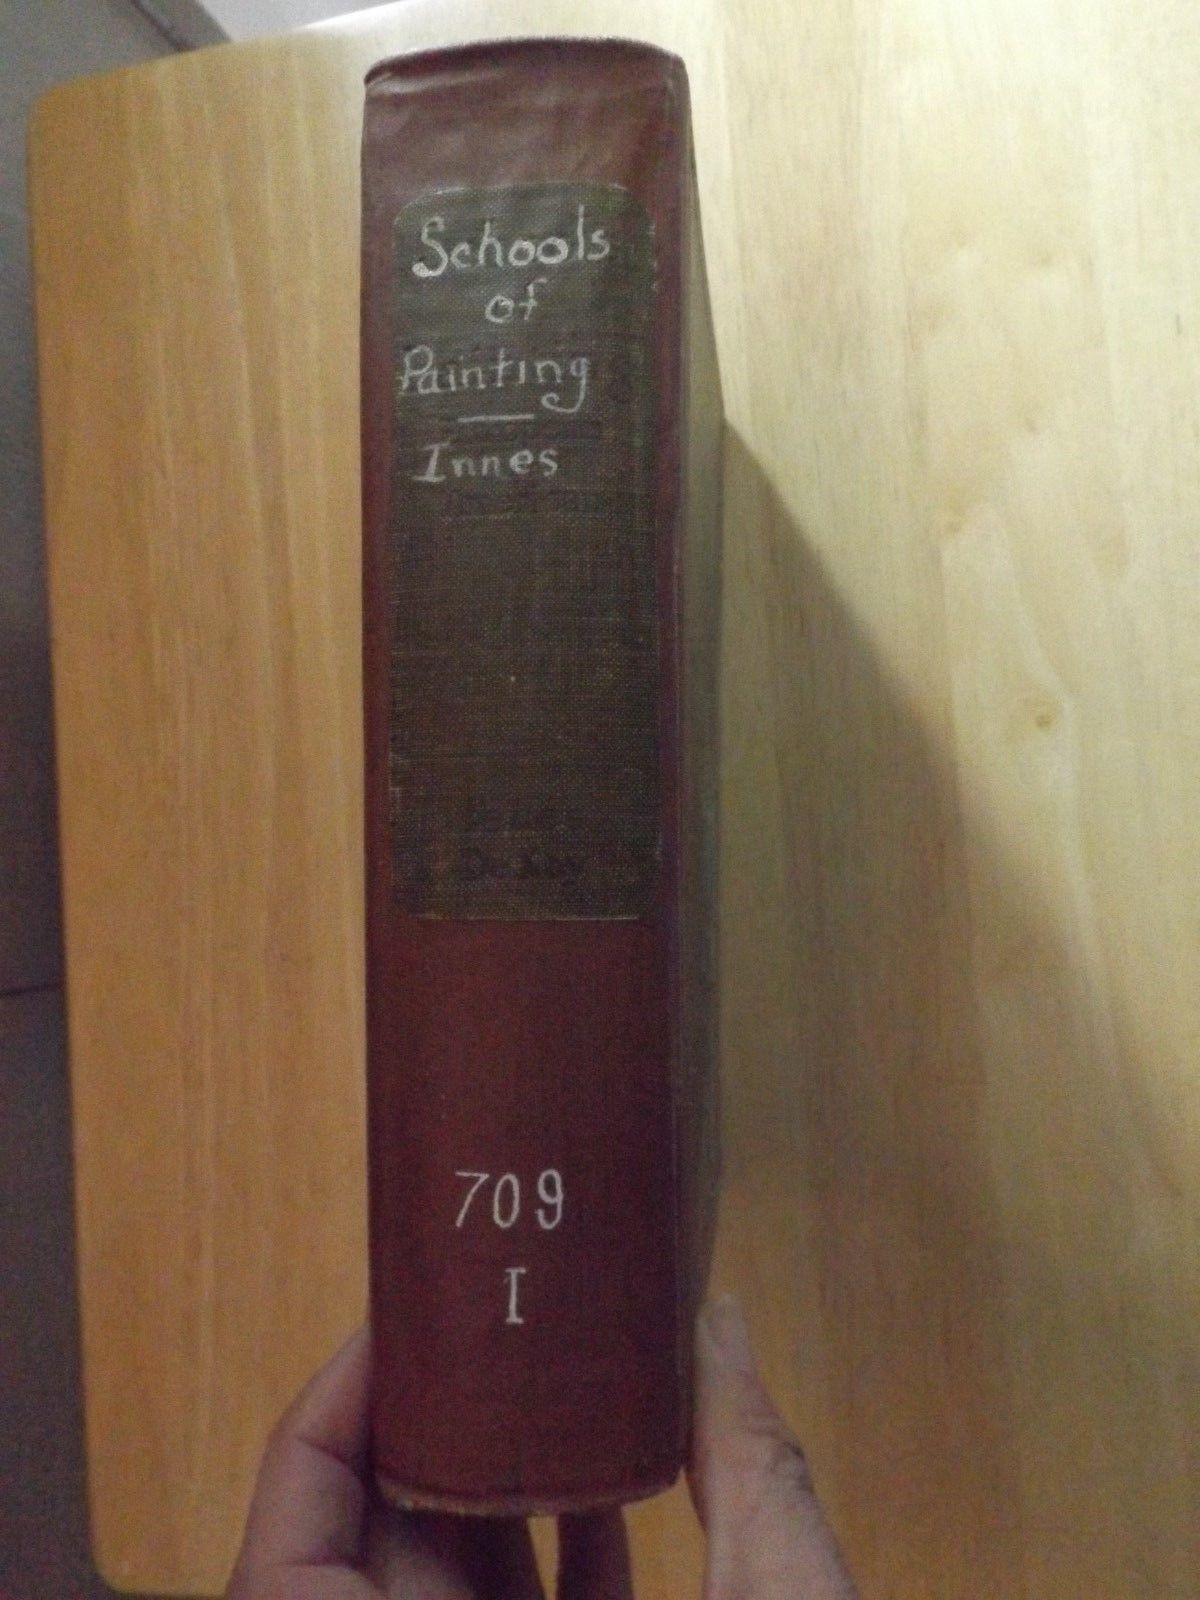 Schools
of
Painting
Innes
709
I